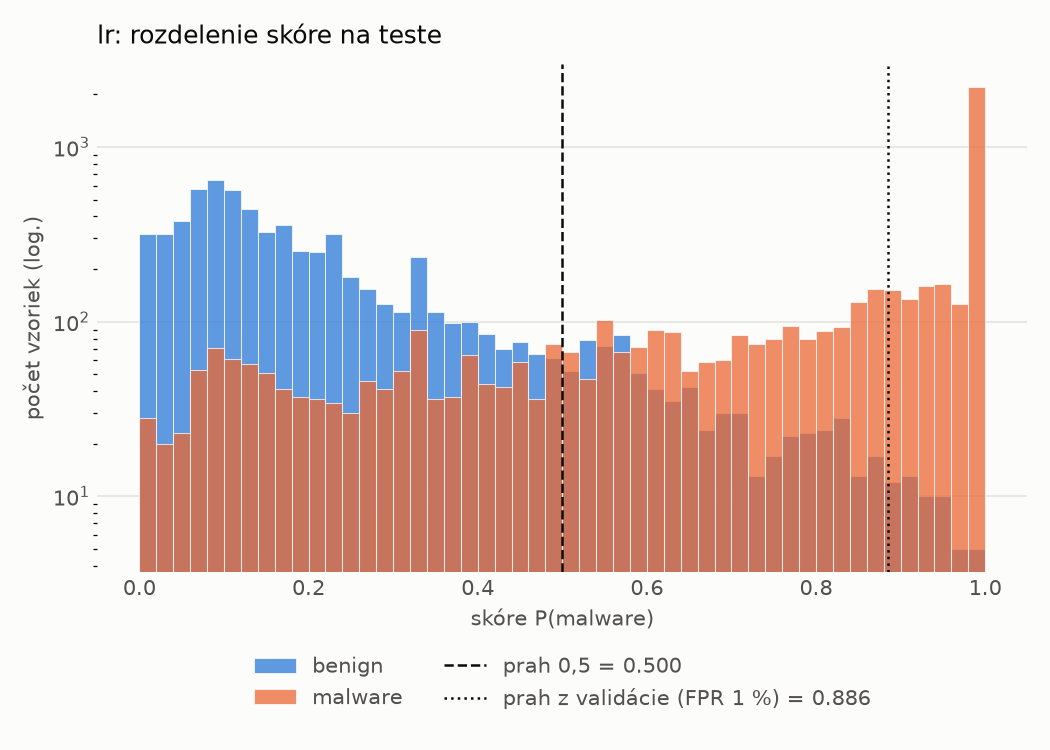 lr: rozdelenie skóre na teste
počet vzoriek (log.)
10³
10²
10¹
0.0 0.2 0.4 0.6 0.8 1.0
skóre P(malware)
benign
malware
prah 0,5 = 0.500
prah z validácie (FPR 1 %) = 0.886